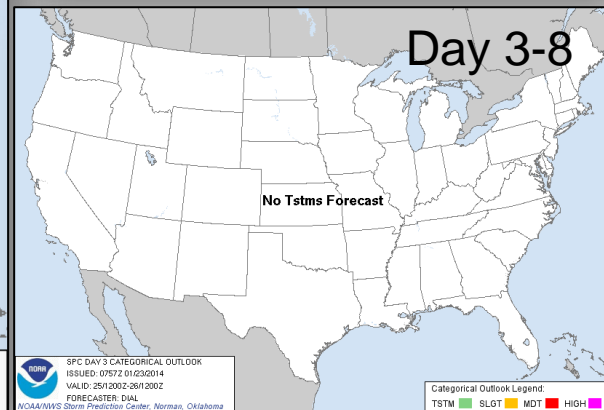 Day 3-8
No Tstms Forecast
NOAA
SPC DAY 3 CATEGORICAL OUTLOOK
ISSUED: 0757Z 01/23/2014
VALID: 25/1200Z-26/1200Z
FORECASTER: DIAL
NOAA/NWS Storm Prediction Center, Norman, Oklahoma
Categorical Outlook Legend:
TSTM SLGT MDT HIGH